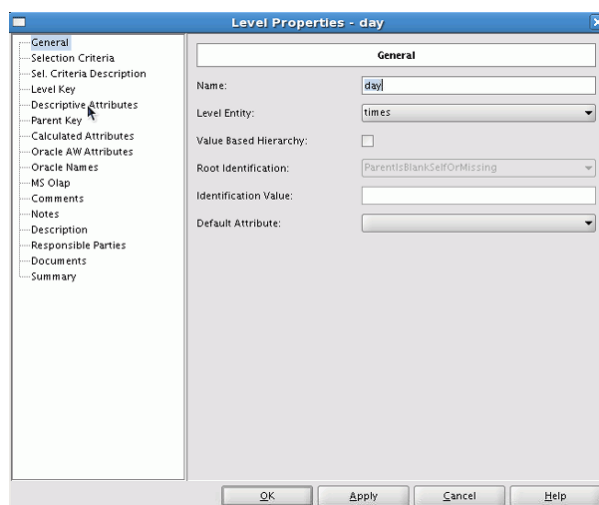 Level Properties - day
General
Selection Criteria
Sel. Criteria Description
Level Key
Descriptive Attributes
Parent Key
Calculated Attributes
Oracle AW Attributes
Oracle Names
MS Olap
Comments
Notes
Description
Responsible Parties
Documents
Summary
General
Name: day
Level Entity: times
Value Based Hierarchy:
Root Identification: ParentIsBlankSelfOrMissing
Identification Value:
Default Attribute:
OK Apply Cancel Help